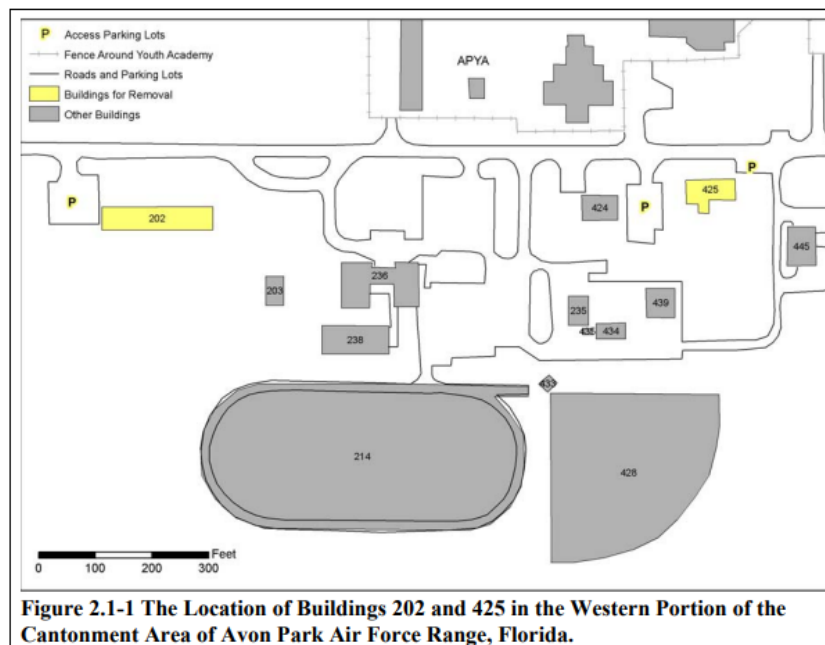 P Access Parking Lots
Fence Around Youth Academy
Roads and Parking Lots
Buildings for Removal
Other Buildings
APYA
P
P
P
202
425
424
445
236
203
439
235
434
238
433
214
428
Feet
0 100 200 300
Figure 2.1-1 The Location of Buildings 202 and 425 in the Western Portion of the
Cantonment Area of Avon Park Air Force Range, Florida.